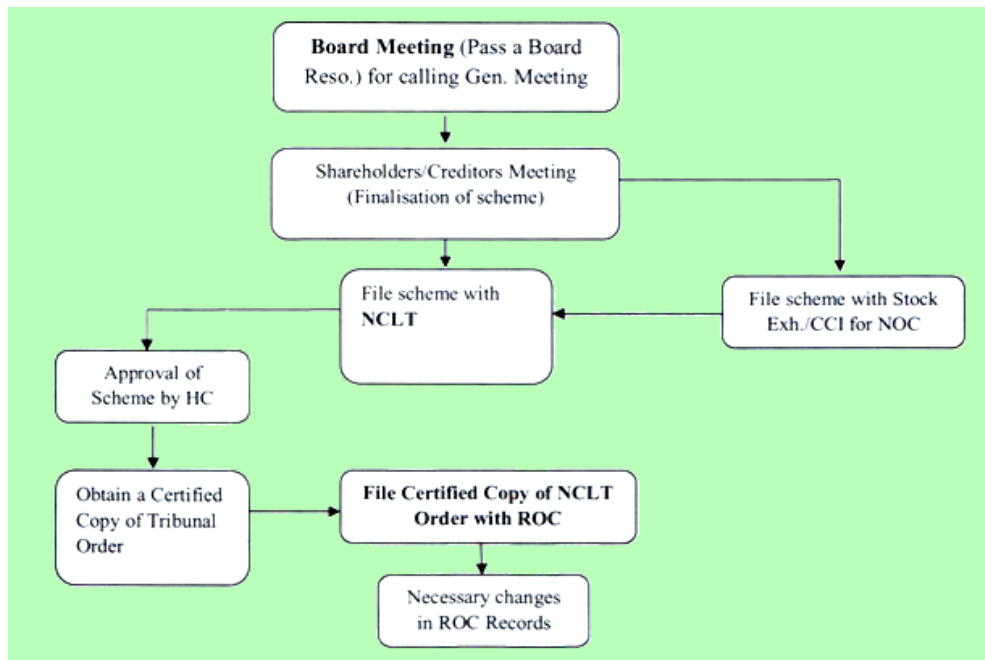 Board Meeting (Pass a Board
Reso.) for calling Gen. Meeting
Shareholders/Creditors Meeting
(Finalisation of scheme)
File scheme with
NCLT
File scheme with Stock
Exh./CCI for NOC
Approval of
Scheme by HC
Obtain a Certified
Copy of Tribunal
Order
File Certified Copy of NCLT
Order with ROC
Necessary changes
in ROC Records